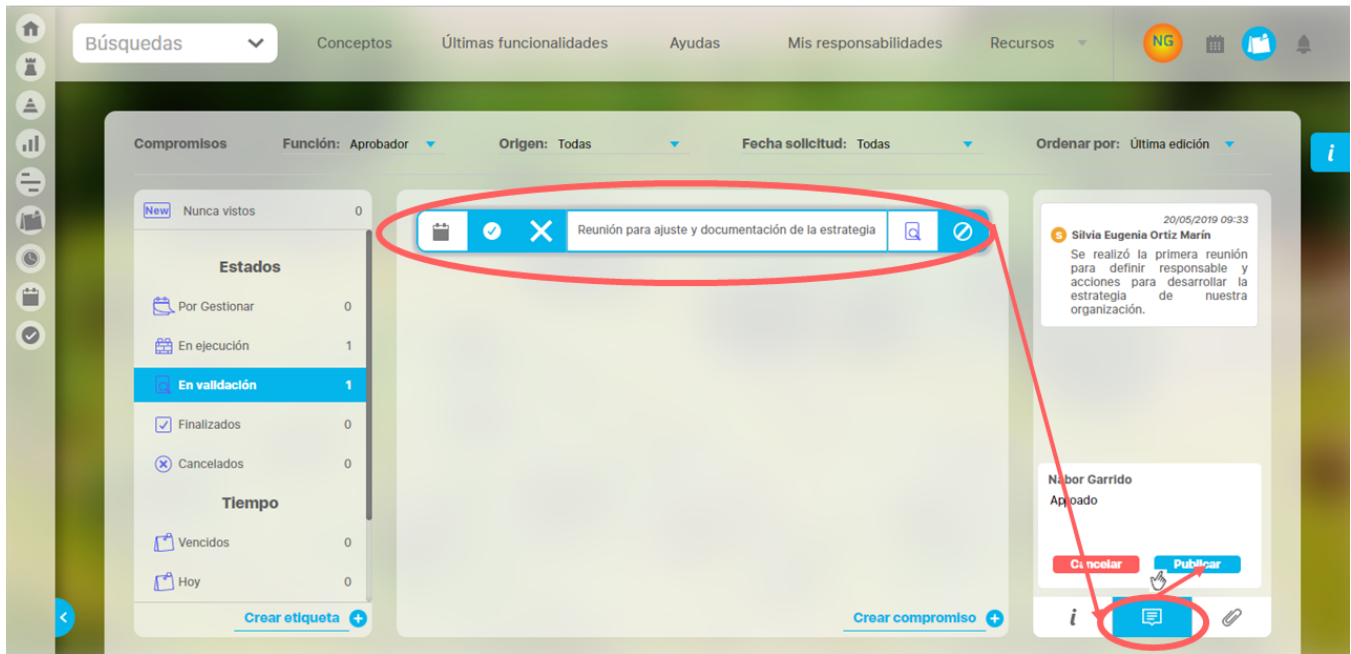 Búsquedas
Conceptos
Últimas funcionalidades
Ayudas
Mis responsabilidades
Recursos
NG
Compromisos
Función: Aprobador
Origen: Todas
Fecha solicitud: Todas
Ordenar por: Última edición
i
New Nunca vistos 0
Estados
Por Gestionar 0
En ejecución 1
En validación 1
Finalizados 0
Cancelados 0
Tiempo
Vencidos 0
Hoy 0
Crear etiqueta
Reunión para ajuste y documentación de la estrategia
Crear compromiso
20/05/2019 09:33
S Silvia Eugenia Ortiz Marín
Se realizó la primera reunión
para definir responsable y
acciones para desarrollar la
estrategia de nuestra
organización.
Nabor Garrido
Cancelar
Publicar
i